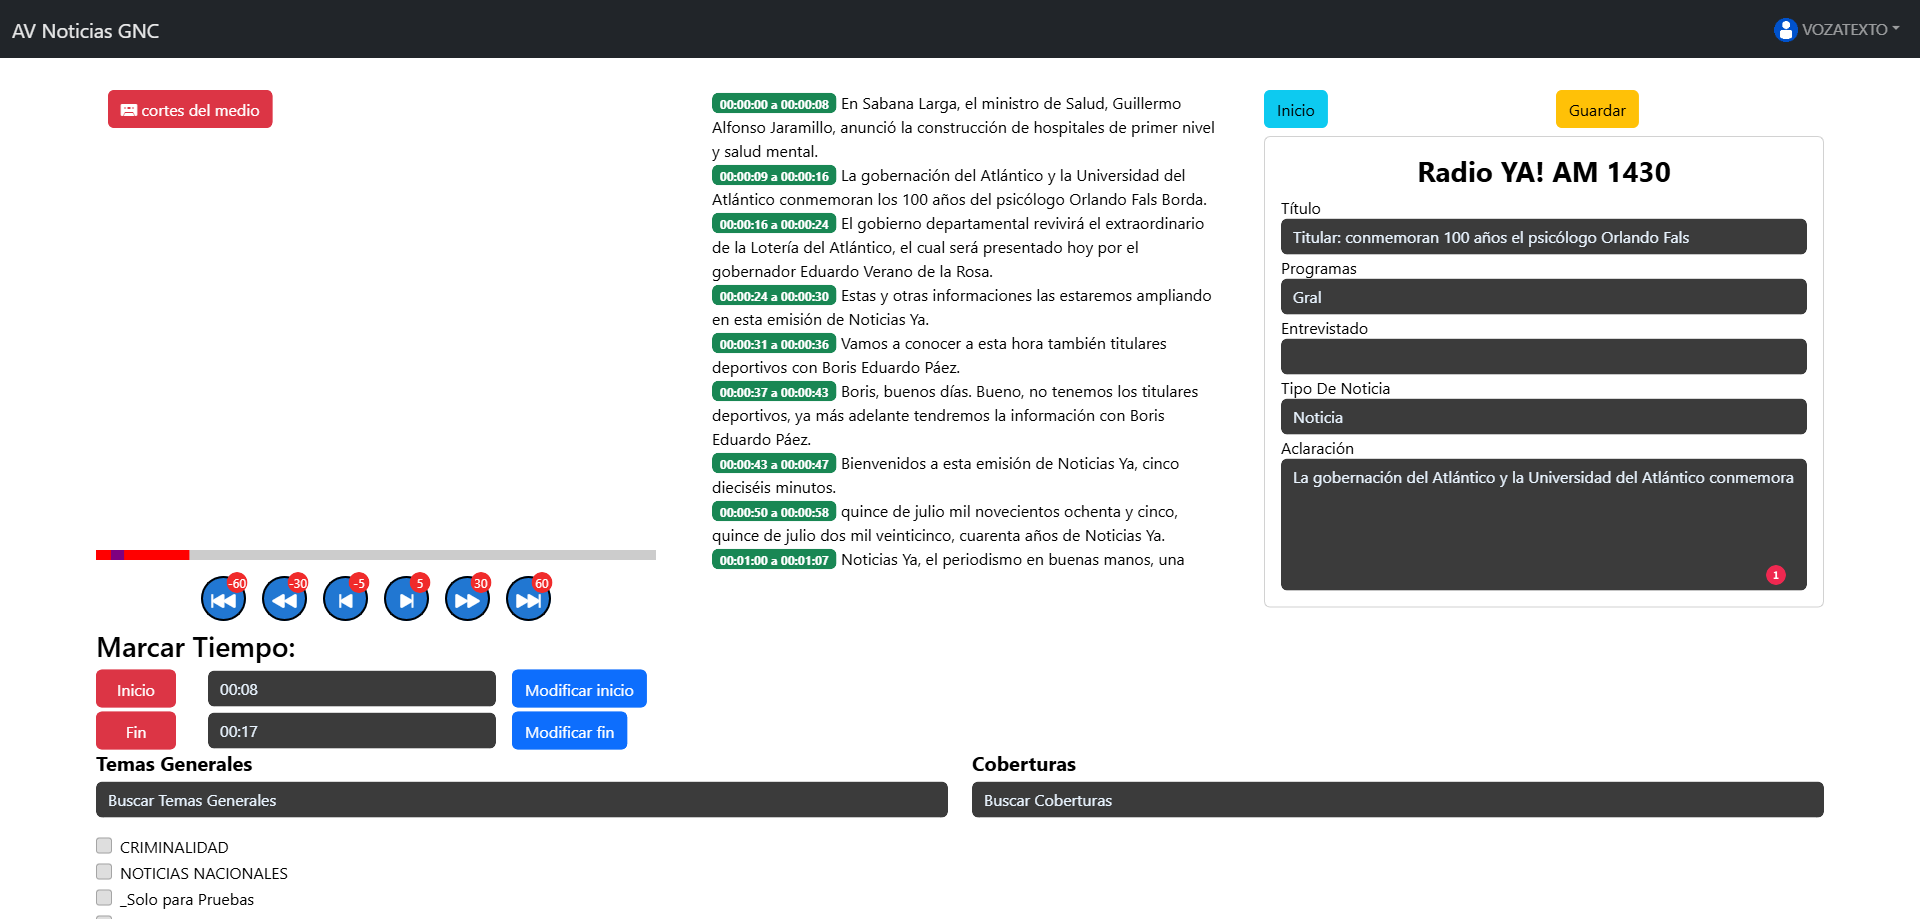 AV Noticias GNC
VOZATEXTO
cortes del medio
-60
-30
-5
5
30
60
Marcar Tiempo:
Inicio
00:08
Modificar inicio
Fin
00:17
Modificar fin
00:00:00 a 00:00:08 En Sabana Larga, el ministro de Salud, Guillermo
Alfonso Jaramillo, anunció la construcción de hospitales de primer nivel
y salud mental.
00:00:09 a 00:00:16 La gobernación del Atlántico y la Universidad del
Atlántico conmemoran los 100 años del psicólogo Orlando Fals Borda.
00:00:16 a 00:00:24 El gobierno departamental revivirá el extraordinario
de la Lotería del Atlántico, el cual será presentado hoy por el
gobernador Eduardo Verano de la Rosa.
00:00:24 a 00:00:30 Estas y otras informaciones las estaremos ampliando
en esta emisión de Noticias Ya.
00:00:31 a 00:00:36 Vamos a conocer a esta hora también titulares
deportivos con Boris Eduardo Páez.
00:00:37 a 00:00:43 Boris, buenos días. Bueno, no tenemos los titulares
deportivos, ya más adelante tendremos la información con Boris
Eduardo Páez.
00:00:43 a 00:00:47 Bienvenidos a esta emisión de Noticias Ya, cinco
dieciséis minutos.
00:00:50 a 00:00:58 quince de julio mil novecientos ochenta y cinco,
quince de julio dos mil veinticinco, cuarenta años de Noticias Ya.
00:01:00 a 00:01:07 Noticias Ya, el periodismo en buenas manos, una
Inicio
Guardar
Radio YA! AM 1430
Título
Titular: conmemoran 100 años el psicólogo Orlando Fals
Programas
Gral
Entrevistado
Tipo De Noticia
Noticia
Aclaración
La gobernación del Atlántico y la Universidad del Atlántico conmemora
1
Temas Generales
Buscar Temas Generales
CRIMINALIDAD
NOTICIAS NACIONALES
_Solo para Pruebas
Coberturas
Buscar Coberturas